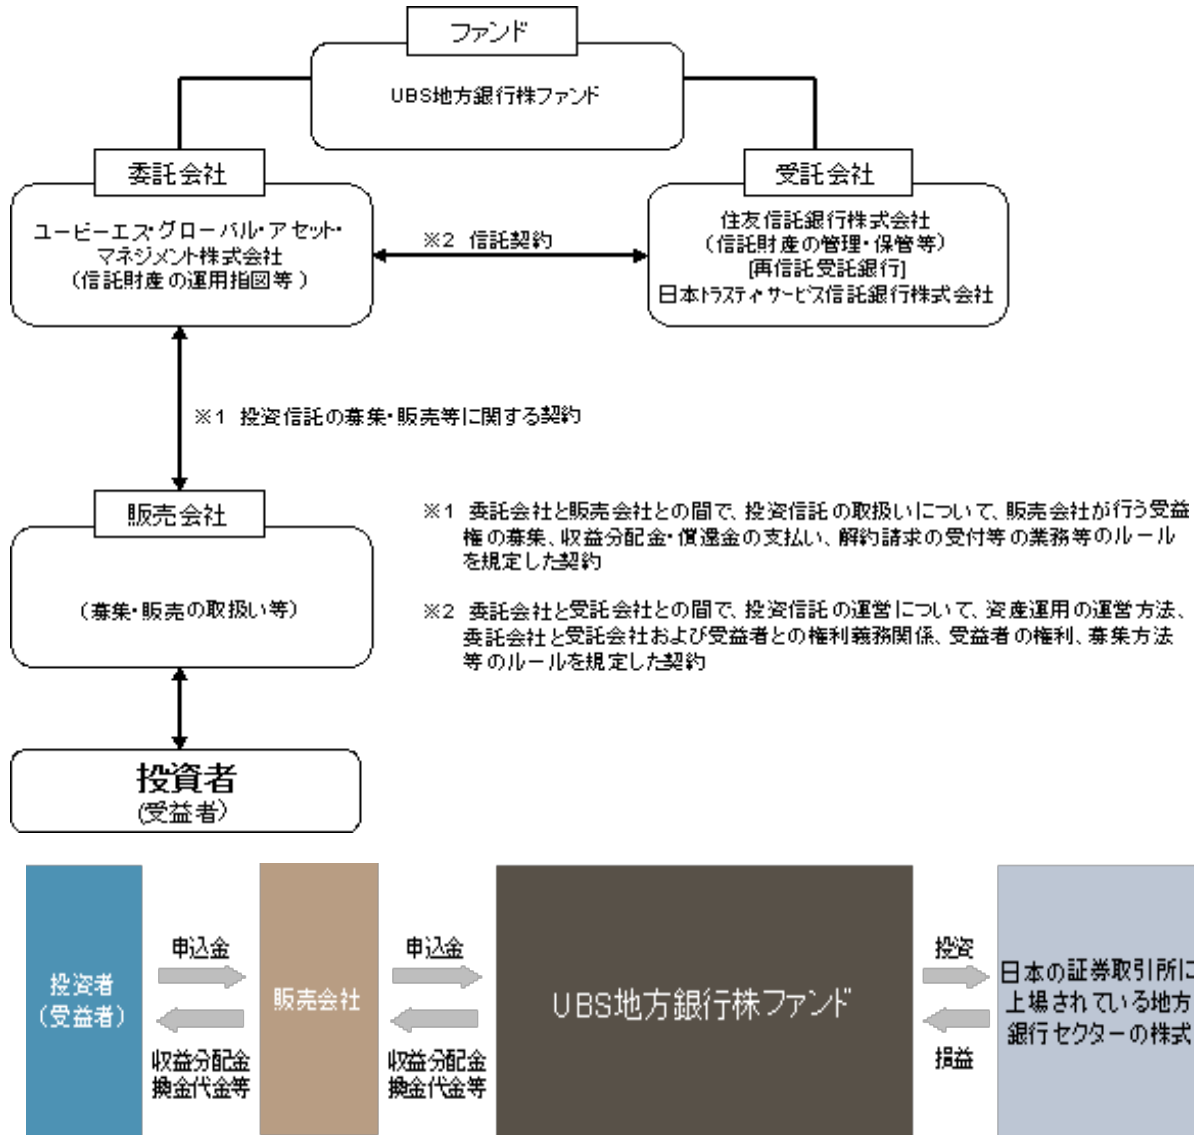 ファンド
UBS地方銀行株ファンド
委託会社
ユービーエス・グローバル・アセット・
マネジメント株式会社
(信託財産の運用指図等)
※2 信託契約
受託会社
住友信託銀行株式会社
(信託財産の管理・保管等)
[再信託受託銀行]
日本トラスティ・サービス信託銀行株式会社
※1 投資信託の募集・販売等に関する契約
販売会社
(募集・販売の取扱い等)
※1 委託会社と販売会社との間で、投資信託の取扱いについて、販売会社が行う受益
権の募集、収益分配金・償還金の支払い、解約請求の受付等の業務等のルール
を規定した契約
※2 委託会社と受託会社との間で、投資信託の運営について、資産運用の運営方法、
委託会社と受託会社および受益者との権利義務関係、受益者の権利、募集方法
等のルールを規定した契約
投資者
(受益者)
投資者
(受益者)
申込金
収益分配金
換金代金等
販売会社
申込金
収益分配金
換金代金等
UBS地方銀行株ファンド
投資
損益
日本の証券取引所に
上場されている地方
銀行セクターの株式